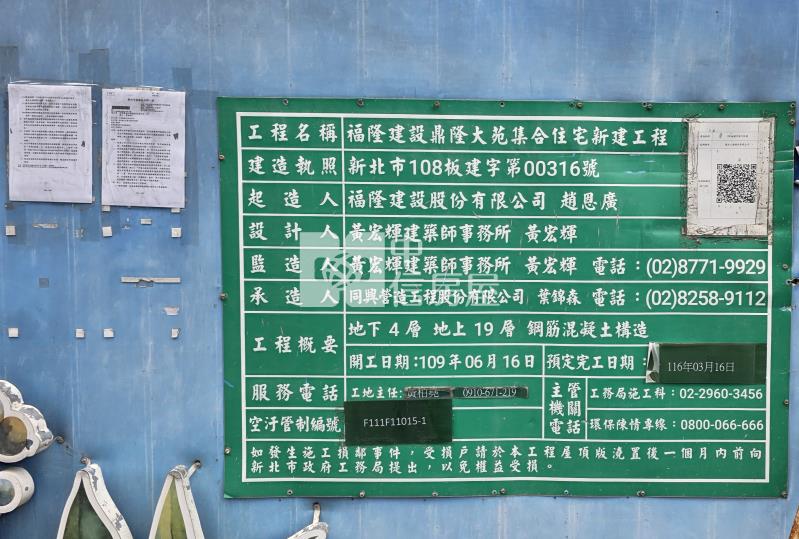 工程名稱 福隆建設鼎隆大苑集合住宅新建工程
建造執照 新北市108板建字第00316號
起造人 福隆建設股份有限公司 趙恩廣
設計人 黃宏輝建築師事務所 黃宏輝
監造人 黃宏輝建築師事務所 黃宏輝 電話：(02)8771-9929
承造人 同興營造工程股份有限公司 葉錦森 電話：(02)8258-9112
工程概要 地下4層 地上19層 鋼筋混凝土構造
開工日期：109年06月16日 預定完工日期：116年03月16日
服務電話 工地主任： 0910-671-219
主管機關電話 工務局施工科：02-2960-3456
空汙管制編號 F111F11015-1
環保陳情專線：0800-066-666
如發生施工損鄰事件，受損戶請於本工程屋頂版澆置後一個月內前向
新北市政府工務局提出，以免權益受損。
中信房屋